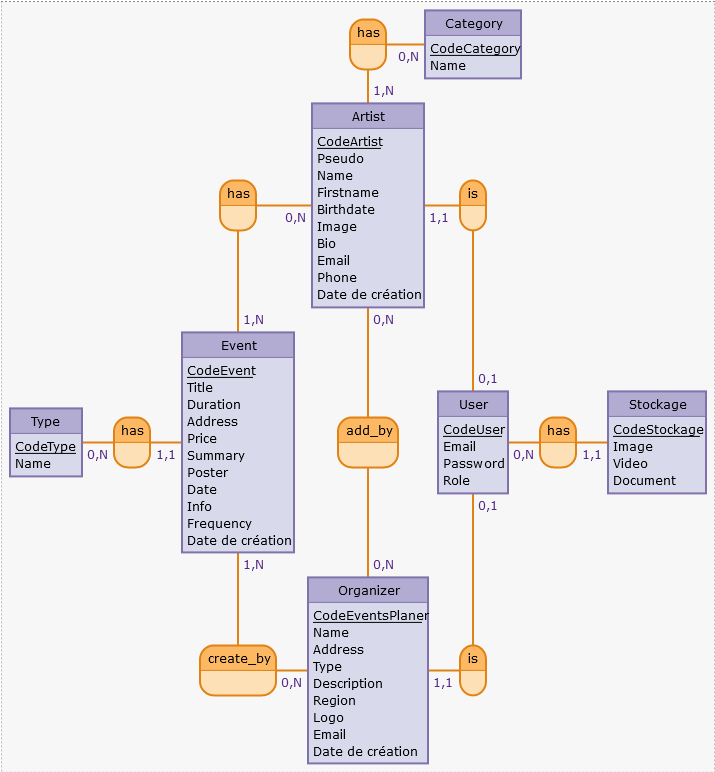 has
Category
CodeCategory
Name
0,N
1,N
Artist
CodeArtist
Pseudo
Name
Firstname
Birthdate
Image
Bio
Email
Phone
Date de création
has
0,N
1,N
is
1,1
0,1
0,N
Event
CodeEvent
Title
Duration
Address
Price
Summary
Poster
Date
Info
Frequency
Date de création
Type
CodeType
Name
0,N
has
1,1
add_by
0,N
User
CodeUser
Email
Password
Role
0,N
has
1,1
Stockage
CodeStockage
Image
Video
Document
0,1
1,N
create_by
0,N
Organizer
CodeEventsPlaner
Name
Address
Type
Description
Region
Logo
Email
Date de création
1,1
is